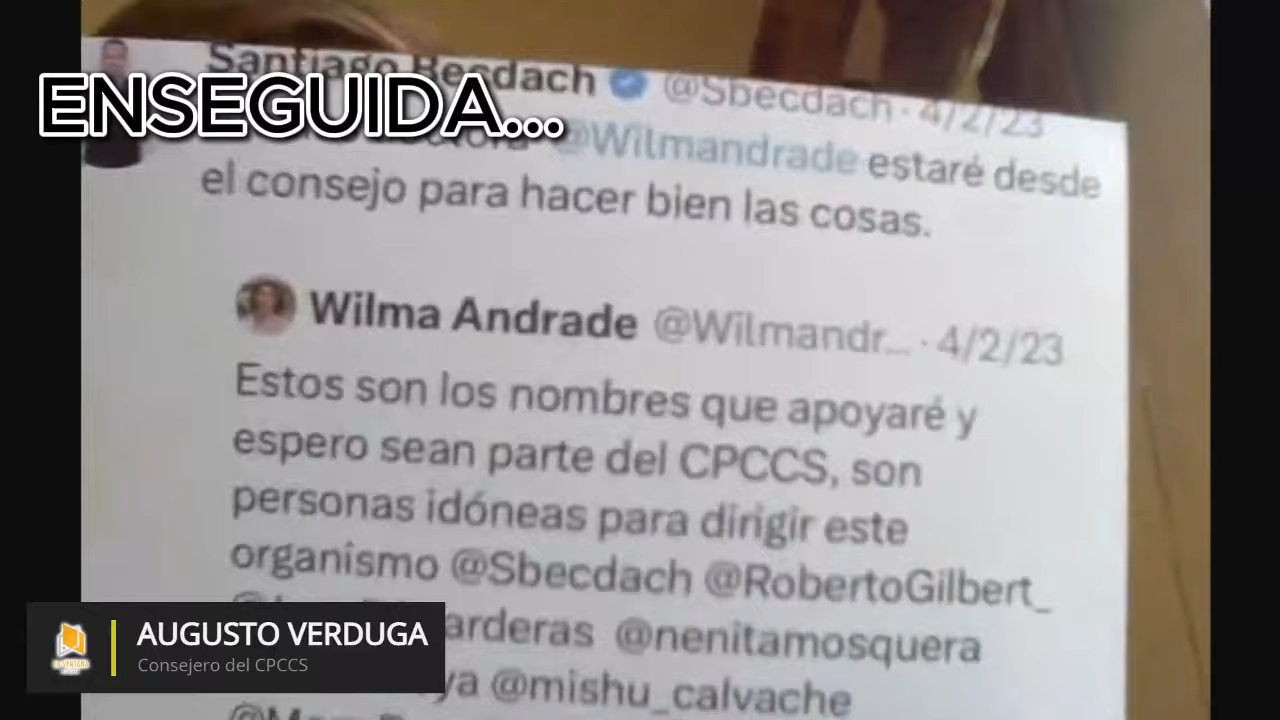 Santiago Becdach @Sbecdach · 4/2/23
ENSEGUIDA...
@Wilmandrade estaré desde
el consejo para hacer bien las cosas.
Wilma Andrade @Wilmandr... · 4/2/23
Estos son los nombres que apoyaré y
espero sean parte del CPCCS, son
personas idóneas para dirigir este
organismo @Sbecdach @RobertoGilbert_
@nenitamosquera
@mishu_calvache
AUGUSTO VERDUGA
Consejero del CPCCS